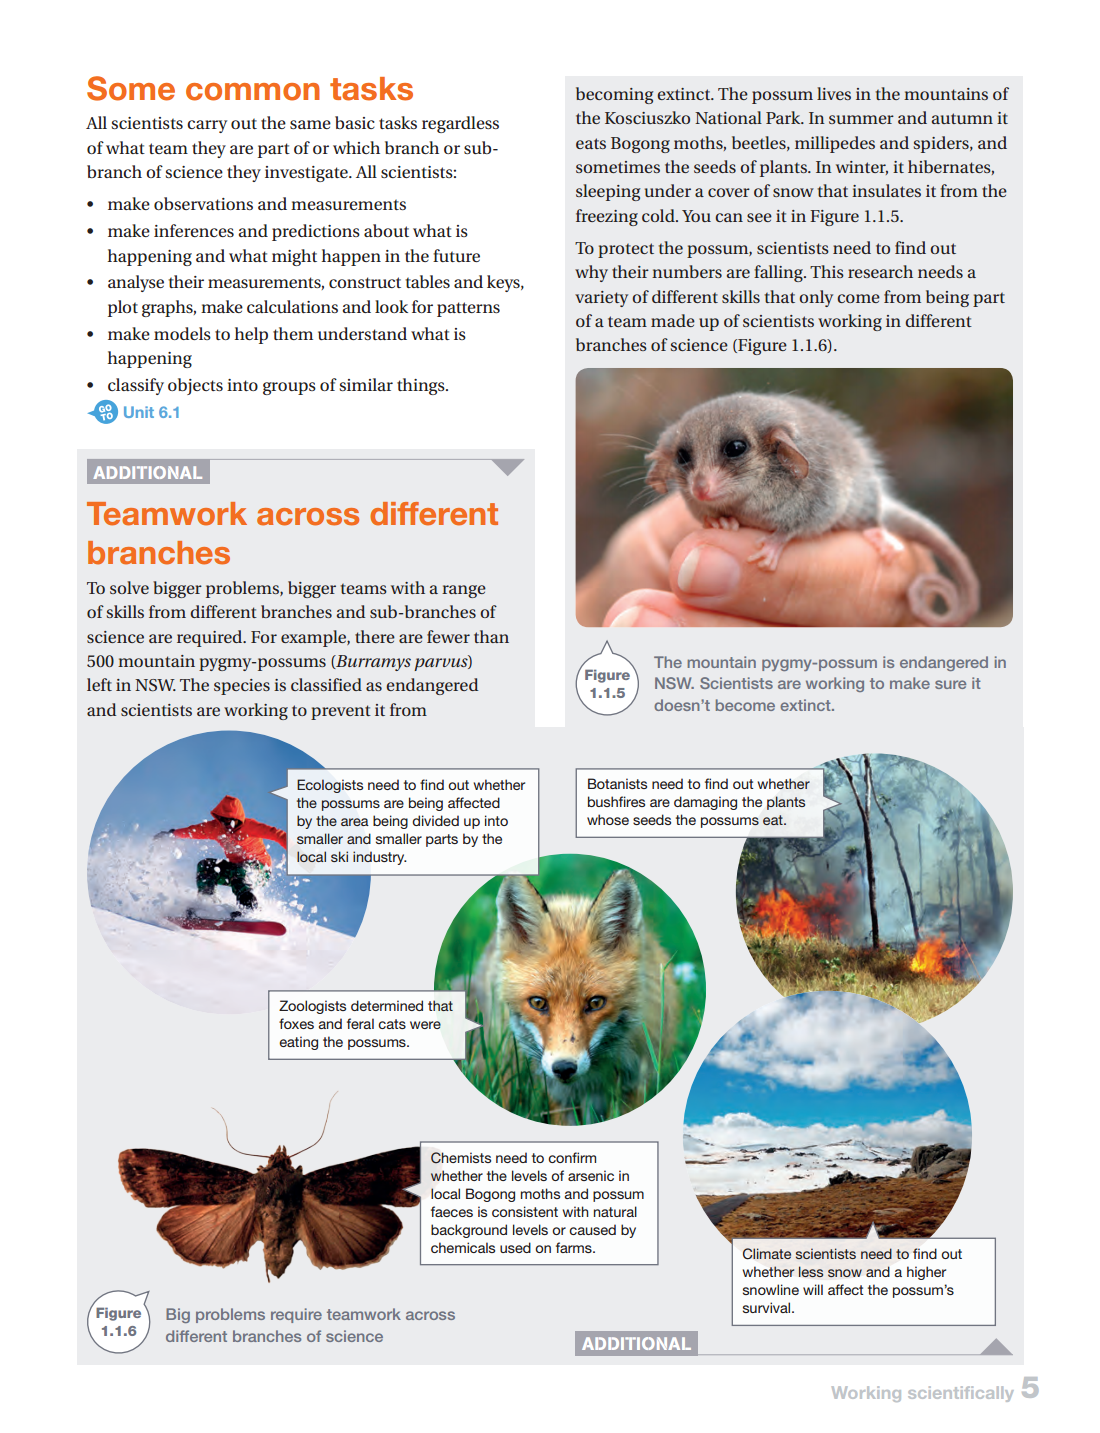 Some common tasks
All scientists carry out the same basic tasks regardless
of what team they are part of or which branch or sub-
branch of science they investigate. All scientists:
• make observations and measurements
• make inferences and predictions about what is
happening and what might happen in the future
• analyse their measurements, construct tables and keys,
plot graphs, make calculations and look for patterns
• make models to help them understand what is
happening
• classify objects into groups of similar things.
GO TO Unit 6.1
ADDITIONAL
Teamwork across different
branches
To solve bigger problems, bigger teams with a range
of skills from different branches and sub-branches of
science are required. For example, there are fewer than
500 mountain pygmy-possums (Burramys parvus)
left in NSW. The species is classified as endangered
and scientists are working to prevent it from
becoming extinct. The possum lives in the mountains of
the Kosciuszko National Park. In summer and autumn it
eats Bogong moths, beetles, millipedes and spiders, and
sometimes the seeds of plants. In winter, it hibernates,
sleeping under a cover of snow that insulates it from the
freezing cold. You can see it in Figure 1.1.5.
To protect the possum, scientists need to find out
why their numbers are falling. This research needs a
variety of different skills that only come from being part
of a team made up of scientists working in different
branches of science (Figure 1.1.6).
Figure
1.1.5
The mountain pygmy-possum is endangered in
NSW. Scientists are working to make sure it
doesn't become extinct.
Ecologists need to find out whether
the possums are being affected
by the area being divided up into
smaller and smaller parts by the
local ski industry.
Botanists need to find out whether
bushfires are damaging the plants
whose seeds the possums eat.
Zoologists determined that
foxes and feral cats were
eating the possums.
Chemists need to confirm
whether the levels of arsenic in
local Bogong moths and possum
faeces is consistent with natural
background levels or caused by
chemicals used on farms.
Climate scientists need to find out
whether less snow and a higher
snowline will affect the possum's
survival.
Figure
1.1.6
Big problems require teamwork across
different branches of science
ADDITIONAL
Working scientifically 5